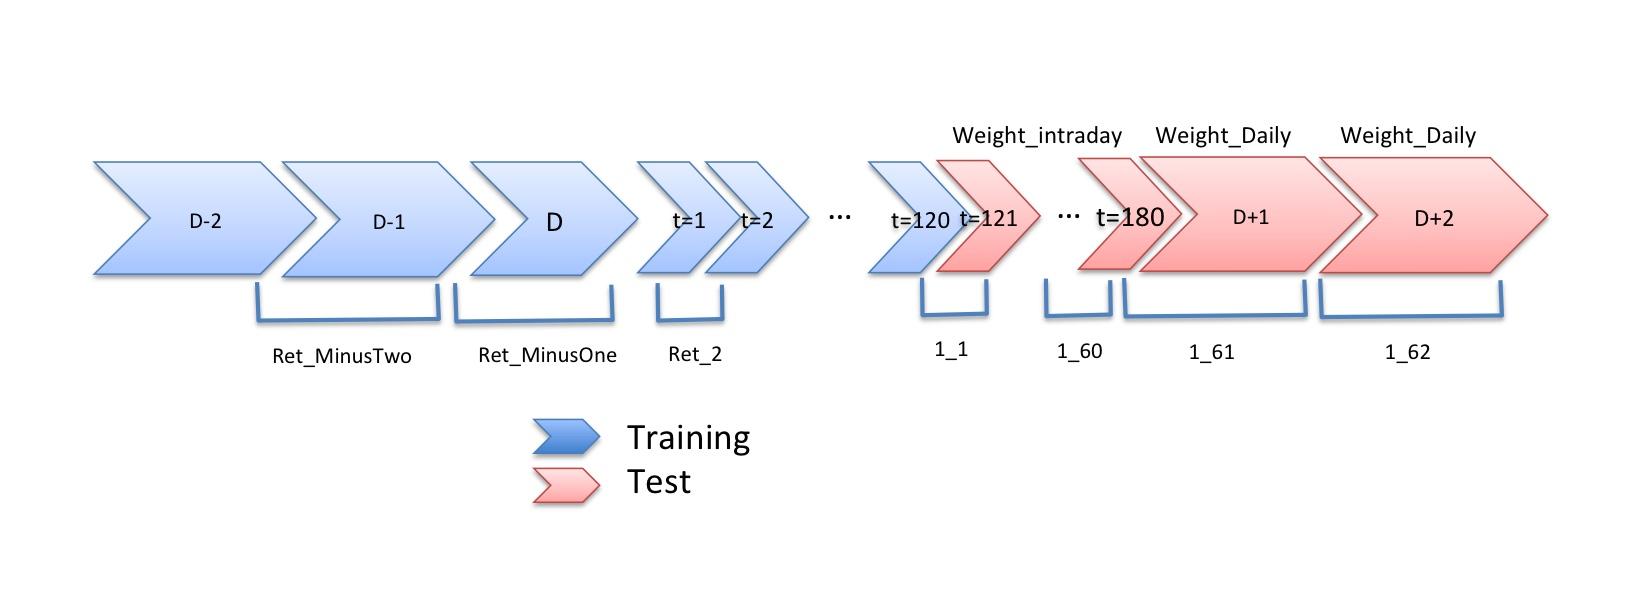 Weight_intraday Weight_Daily Weight_Daily
D-2 D-1 D t=1 t=2 ... t=120 t=121 ... t=180 D+1 D+2
Ret_MinusTwo Ret_MinusOne Ret_2 1_1 1_60 1_61 1_62
Training
Test